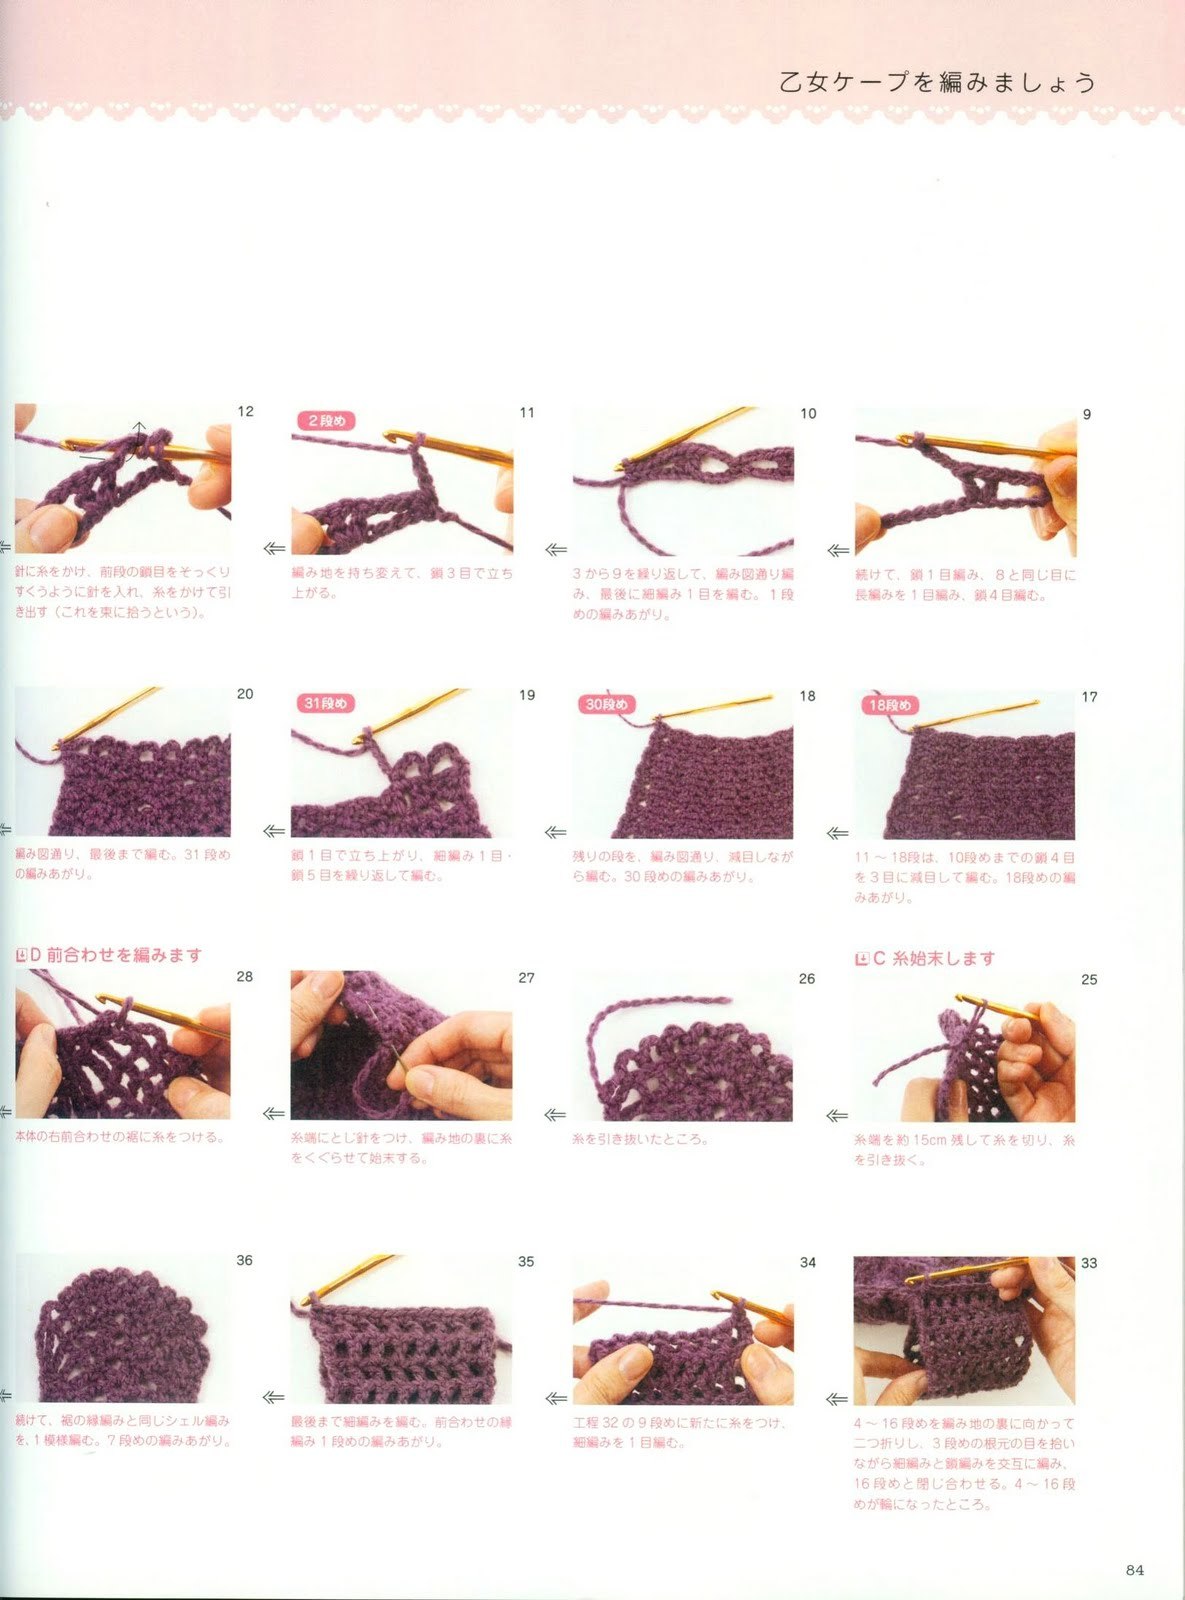 乙女ケープを編みましょう
9
続けて、鎖1目編み、8と同じ目に
長編みを1目編み、鎖4目編む。
10
3から9を繰り返して、編み図通り編
み、最後に細編み1目を編む。1段
めの編みあがり。
11
2段め
編み地を持ち変えて、鎖3目で立ち
上がる。
12
針に糸をかけ、前段の鎖目をそっくり
すくうように針を入れ、糸をかけて引
き出す（これを束に拾うという）。
17
18段め
11～18段は、10段めまでの鎖4目
を3目に減目して編む。18段めの編
みあがり。
18
30段め
残りの段を、編み図通り、減目しなが
ら編む。30段めの編みあがり。
19
31段め
鎖1目で立ち上がり、細編み1目・
鎖5目を繰り返して編む。
20
編み図通り、最後まで編む。31段め
の編みあがり。
C 糸始末します
25
糸端を約15cm残して糸を切り、糸
を引き抜く。
26
糸を引き抜いたところ。
27
糸端にとじ針をつけ、編み地の裏に糸
をくぐらせて始末する。
D 前合わせを編みます
28
本体の右前合わせの裾に糸をつける。
33
4～16段めを編み地の裏に向かって
二つ折りし、3段めの根元の目を拾い
ながら細編みと鎖編みを交互に編み、
16段めと閉じ合わせる。4～16段
めが輪になったところ。
34
工程32の9段めに新たに糸をつけ、
細編みを1目編む。
35
最後まで細編みを編む。前合わせの縁
編み1段めの編みあがり。
36
続けて、裾の縁編みと同じシェル編み
を、1模様編む。7段めの編みあがり。
84